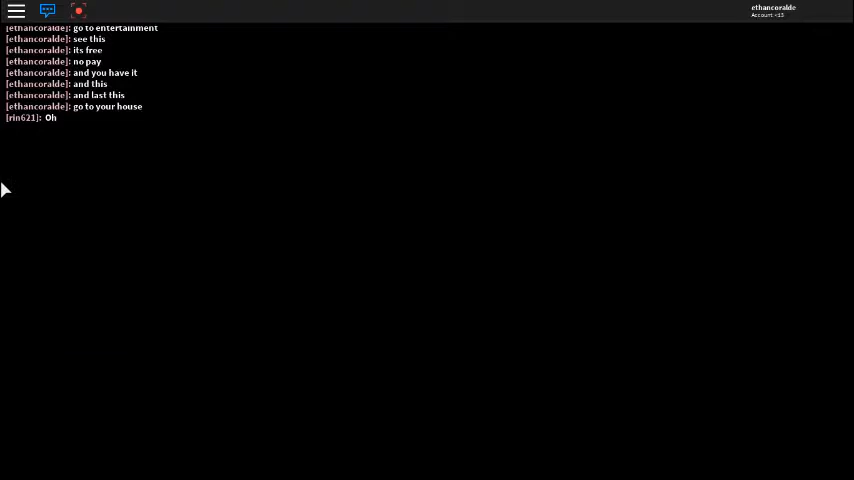 ethancoralde
Account <13
[ethancoralde]: go to entertainment
[ethancoralde]: see this
[ethancoralde]: its free
[ethancoralde]: no pay
[ethancoralde]: and you have it
[ethancoralde]: and this
[ethancoralde]: and last this
[ethancoralde]: go to your house
[rin621]: Oh